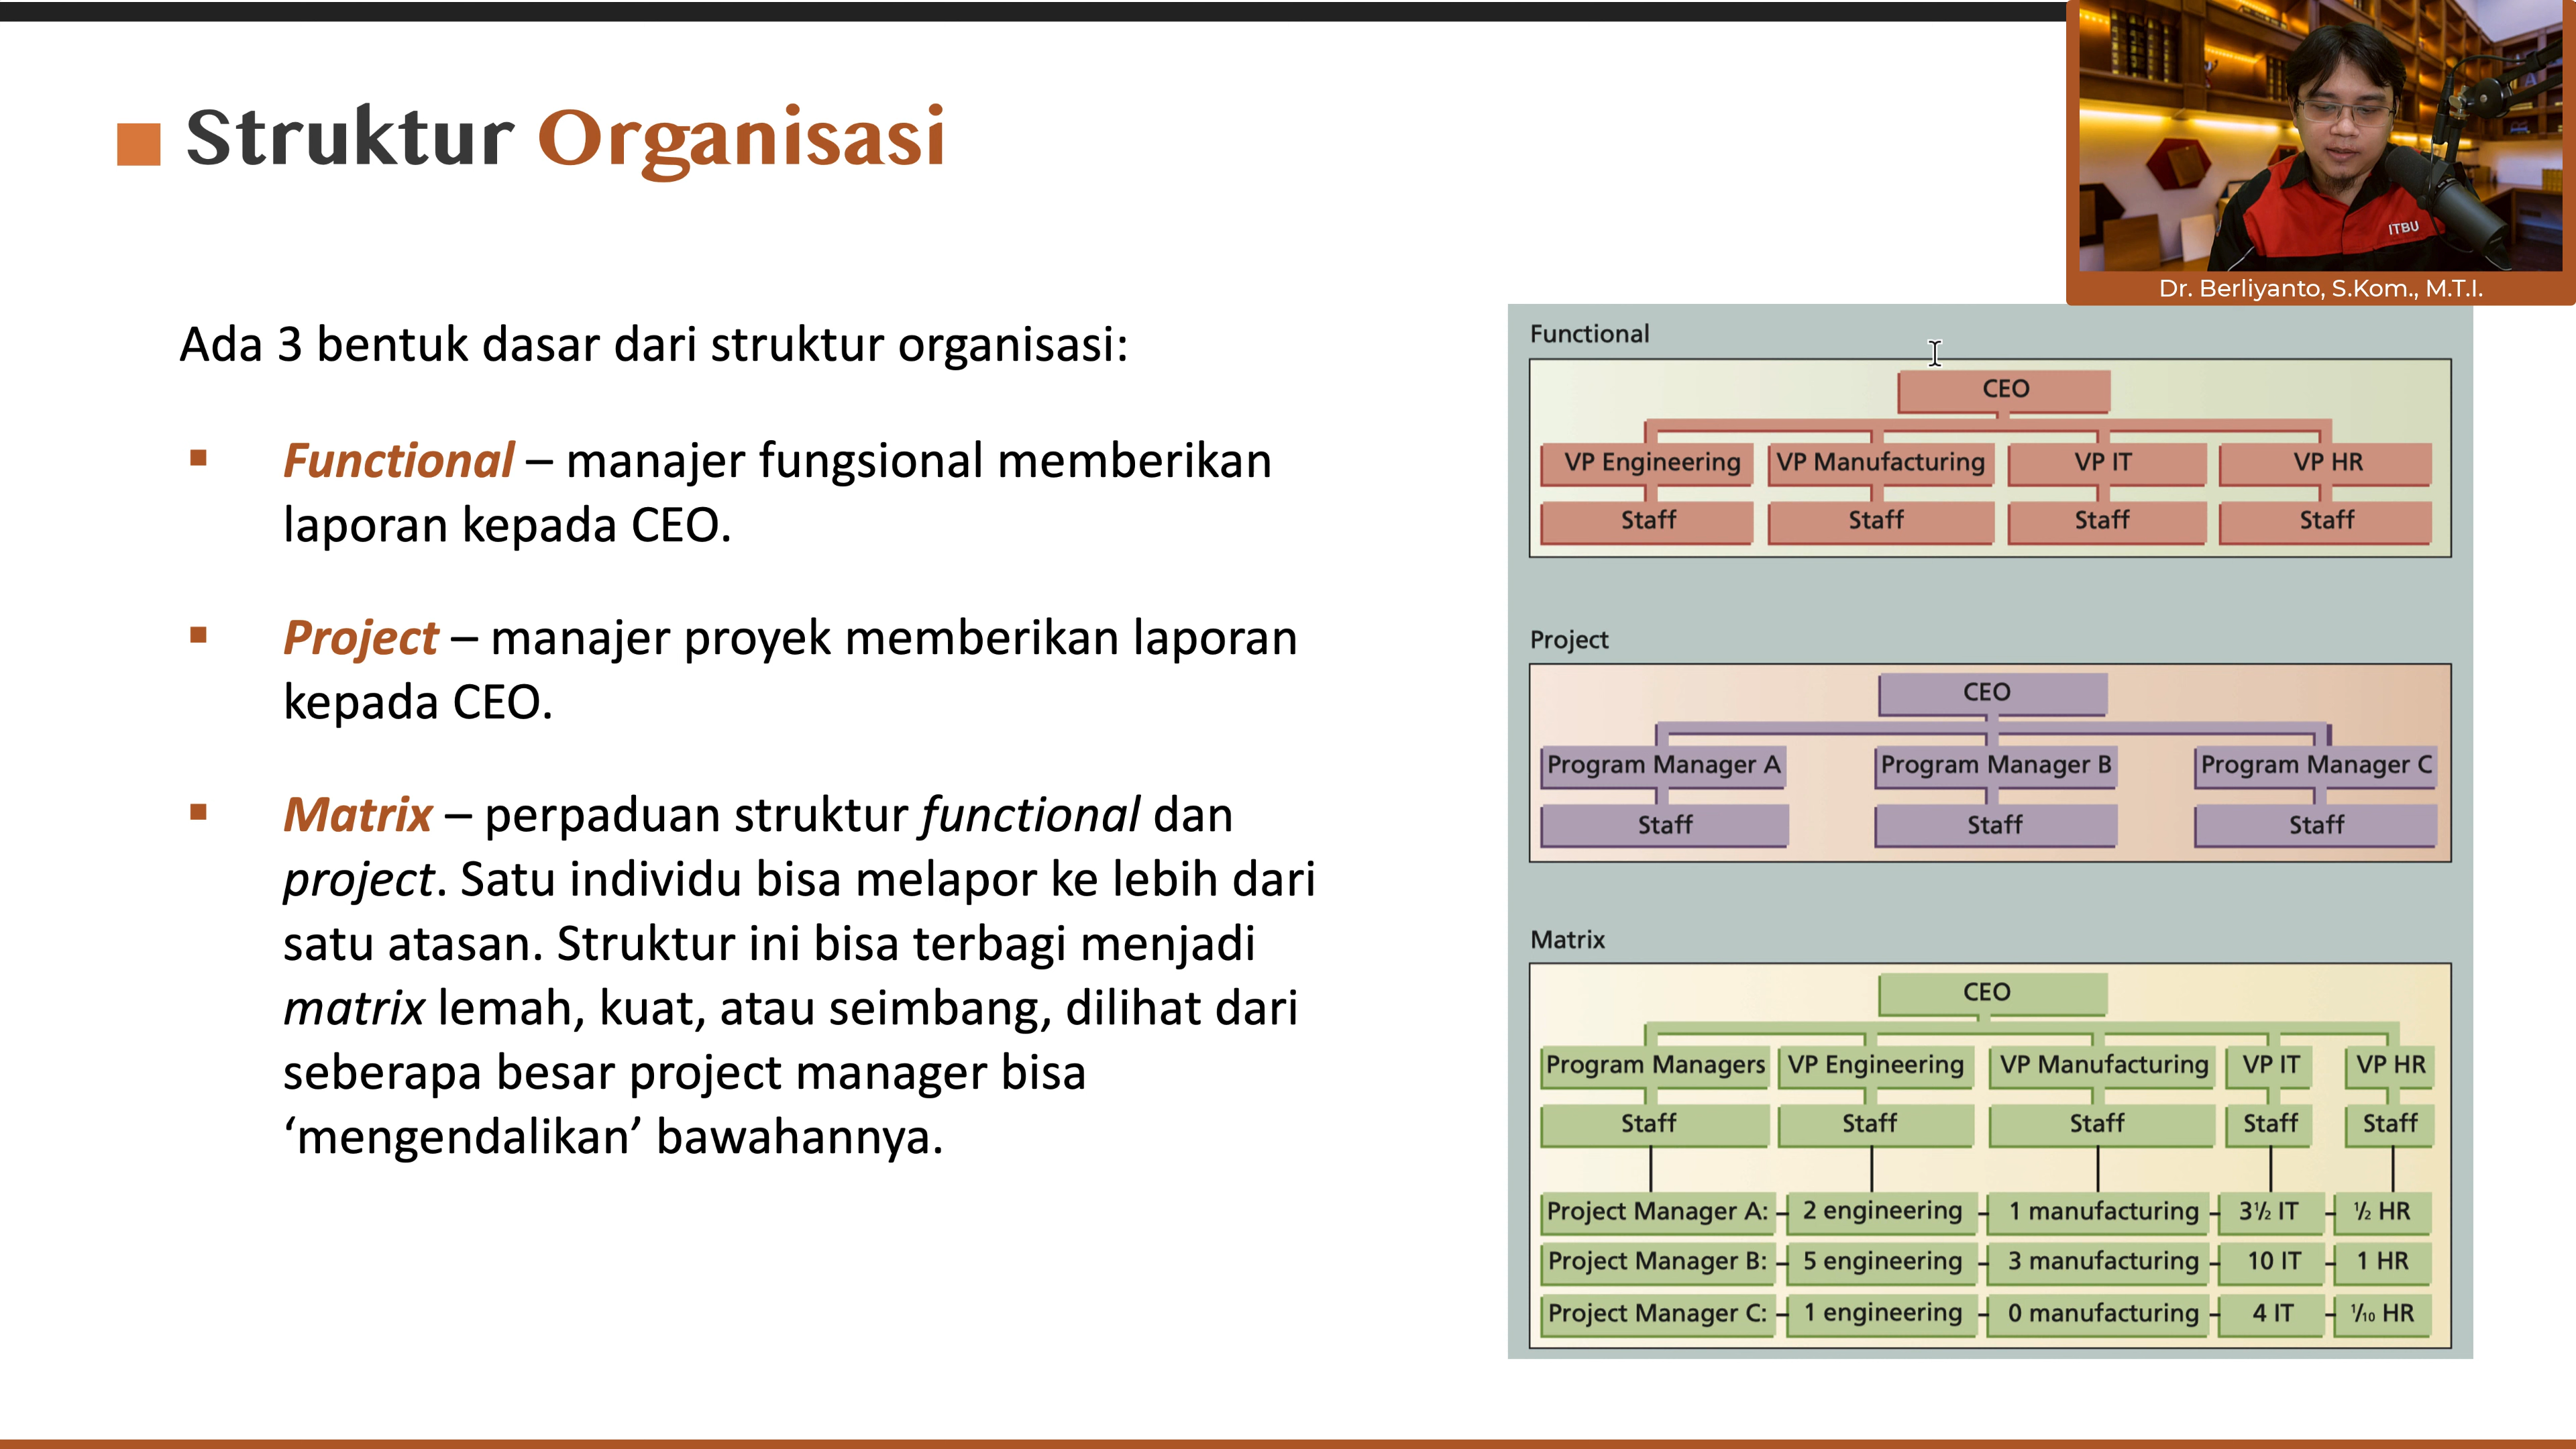 Struktur Organisasi
ITBU
Dr. Berliyanto, S.Kom., M.T.I.
Ada 3 bentuk dasar dari struktur organisasi:
▪ Functional – manajer fungsional memberikan
laporan kepada CEO.
▪ Project – manajer proyek memberikan laporan
kepada CEO.
▪ Matrix – perpaduan struktur functional dan
project. Satu individu bisa melapor ke lebih dari
satu atasan. Struktur ini bisa terbagi menjadi
matrix lemah, kuat, atau seimbang, dilihat dari
seberapa besar project manager bisa
‘mengendalikan’ bawahannya.
Functional
CEO
VP Engineering VP Manufacturing VP IT VP HR
Staff Staff Staff Staff
Project
CEO
Program Manager A Program Manager B Program Manager C
Staff Staff Staff
Matrix
CEO
Program Managers VP Engineering VP Manufacturing VP IT VP HR
Staff Staff Staff Staff Staff
Project Manager A: 2 engineering 1 manufacturing 3½ IT ½ HR
Project Manager B: 5 engineering 3 manufacturing 10 IT 1 HR
Project Manager C: 1 engineering 0 manufacturing 4 IT 1/10 HR